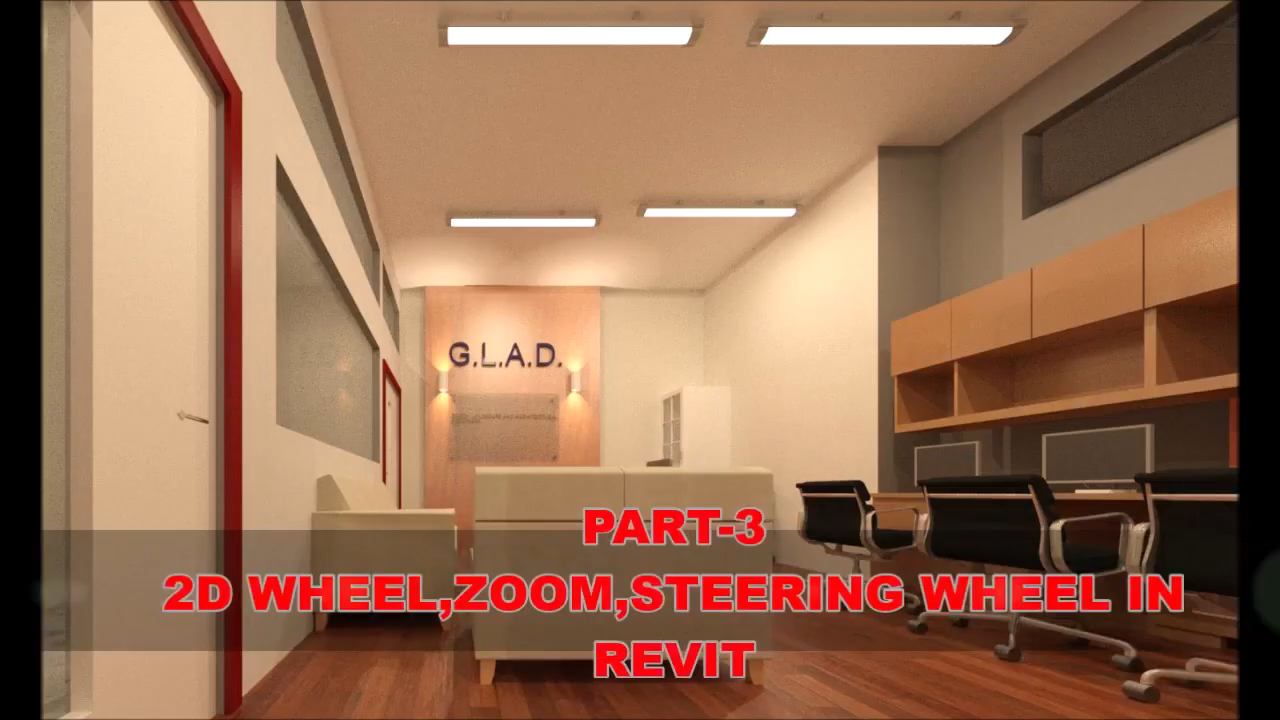 G.L.A.D.
PART-3
2D WHEEL,ZOOM,STEERING WHEEL IN
REVIT